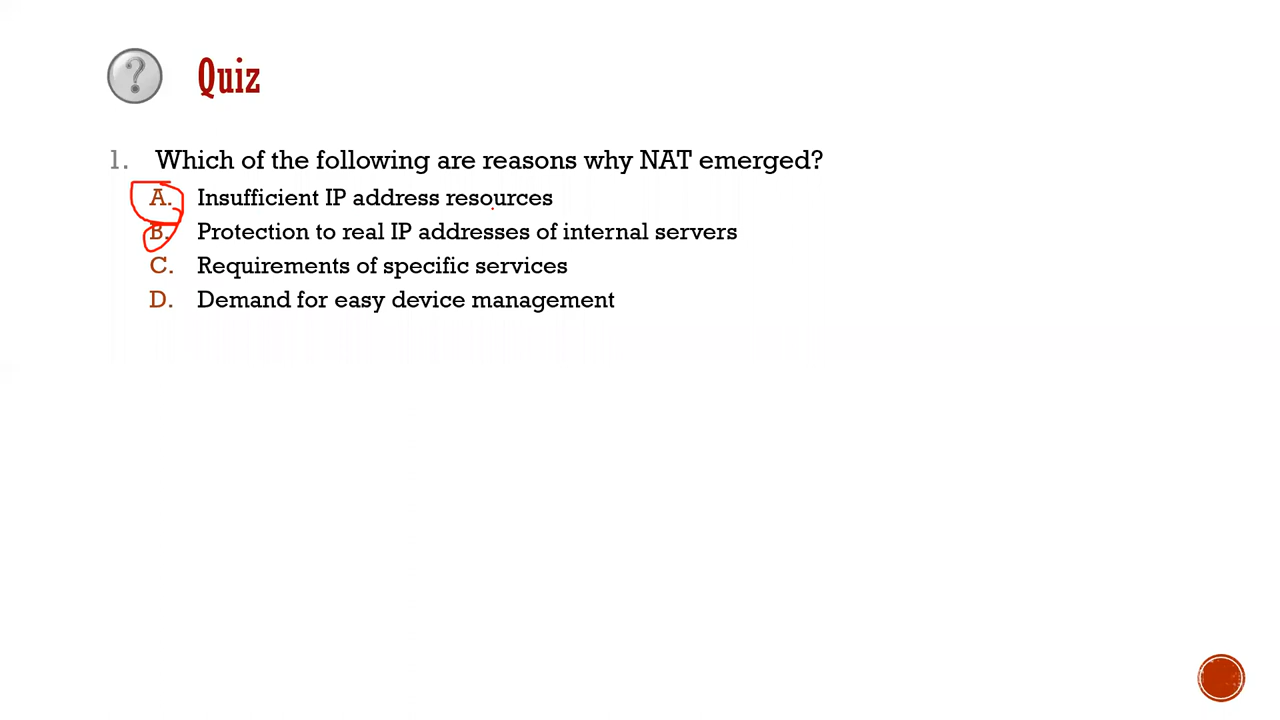 ?
Quiz
1. Which of the following are reasons why NAT emerged?
A. Insufficient IP address resources
B. Protection to real IP addresses of internal servers
C. Requirements of specific services
D. Demand for easy device management